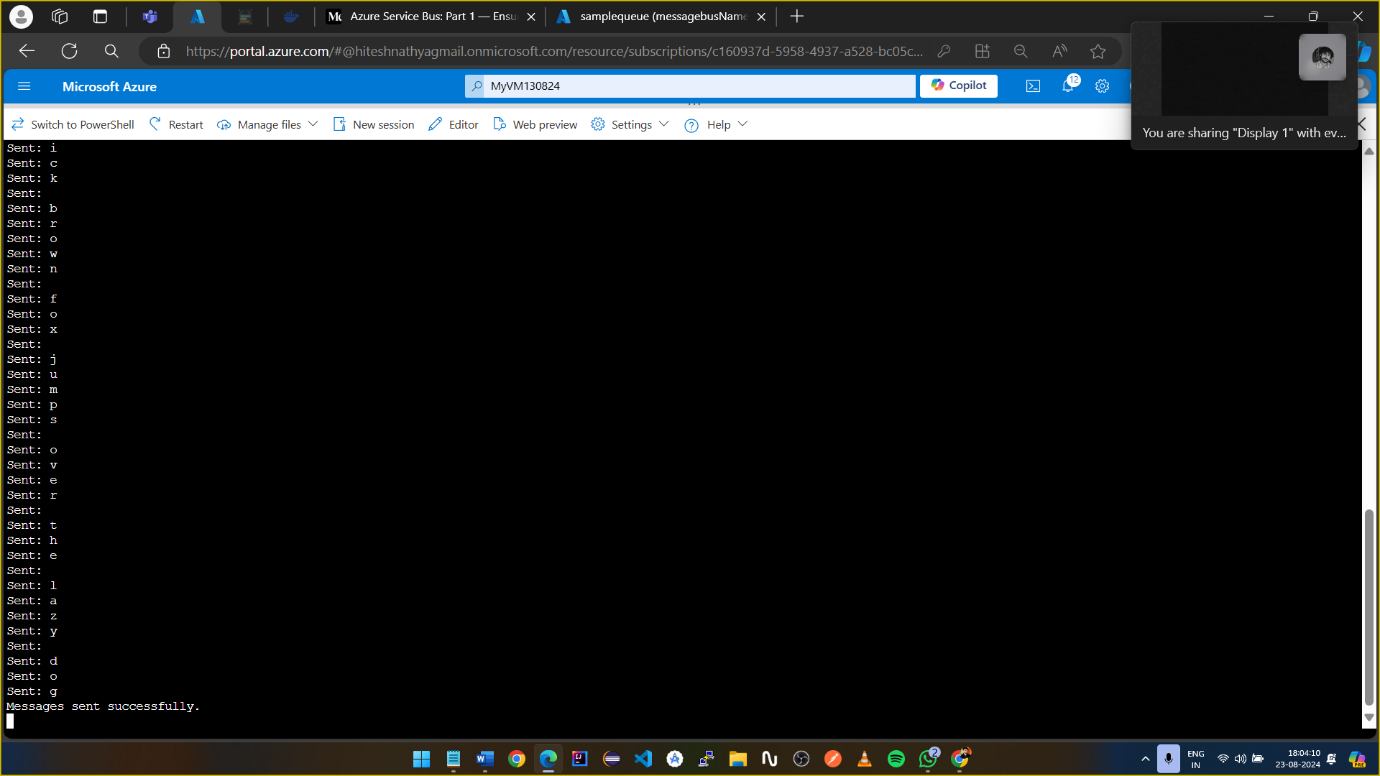 Azure Service Bus: Part 1 — Ensu
samplequeue (messagebusName
https://portal.azure.com/#@hiteshnathyagmail.onmicrosoft.com/resource/subscriptions/c160937d-5958-4937-a528-bc05c...
Microsoft Azure
MyVM130824
Copilot
12
Switch to PowerShell
Restart
Manage files
New session
Editor
Web preview
Settings
Help
You are sharing "Display 1" with ev...
Sent: i
Sent: c
Sent: k
Sent:
Sent: b
Sent: r
Sent: o
Sent: w
Sent: n
Sent:
Sent: f
Sent: o
Sent: x
Sent:
Sent: j
Sent: u
Sent: m
Sent: p
Sent: s
Sent:
Sent: o
Sent: v
Sent: e
Sent: r
Sent:
Sent: t
Sent: h
Sent: e
Sent:
Sent: l
Sent: a
Sent: z
Sent: y
Sent:
Sent: d
Sent: o
Sent: g
Messages sent successfully.
2
ENG
IN
18:04:10
23-08-2024